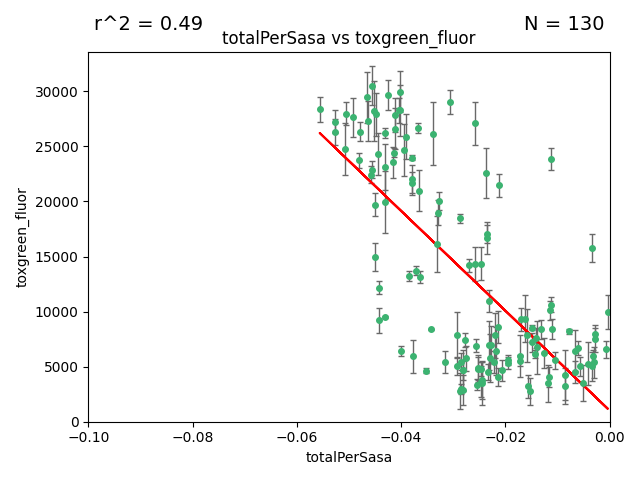 r^2 = 0.49
N = 130
totalPerSasa vs toxgreen_fluor
30000
25000
20000
15000
10000
5000
0
toxgreen_fluor
−0.10
−0.08
−0.06
−0.04
−0.02
0.00
totalPerSasa